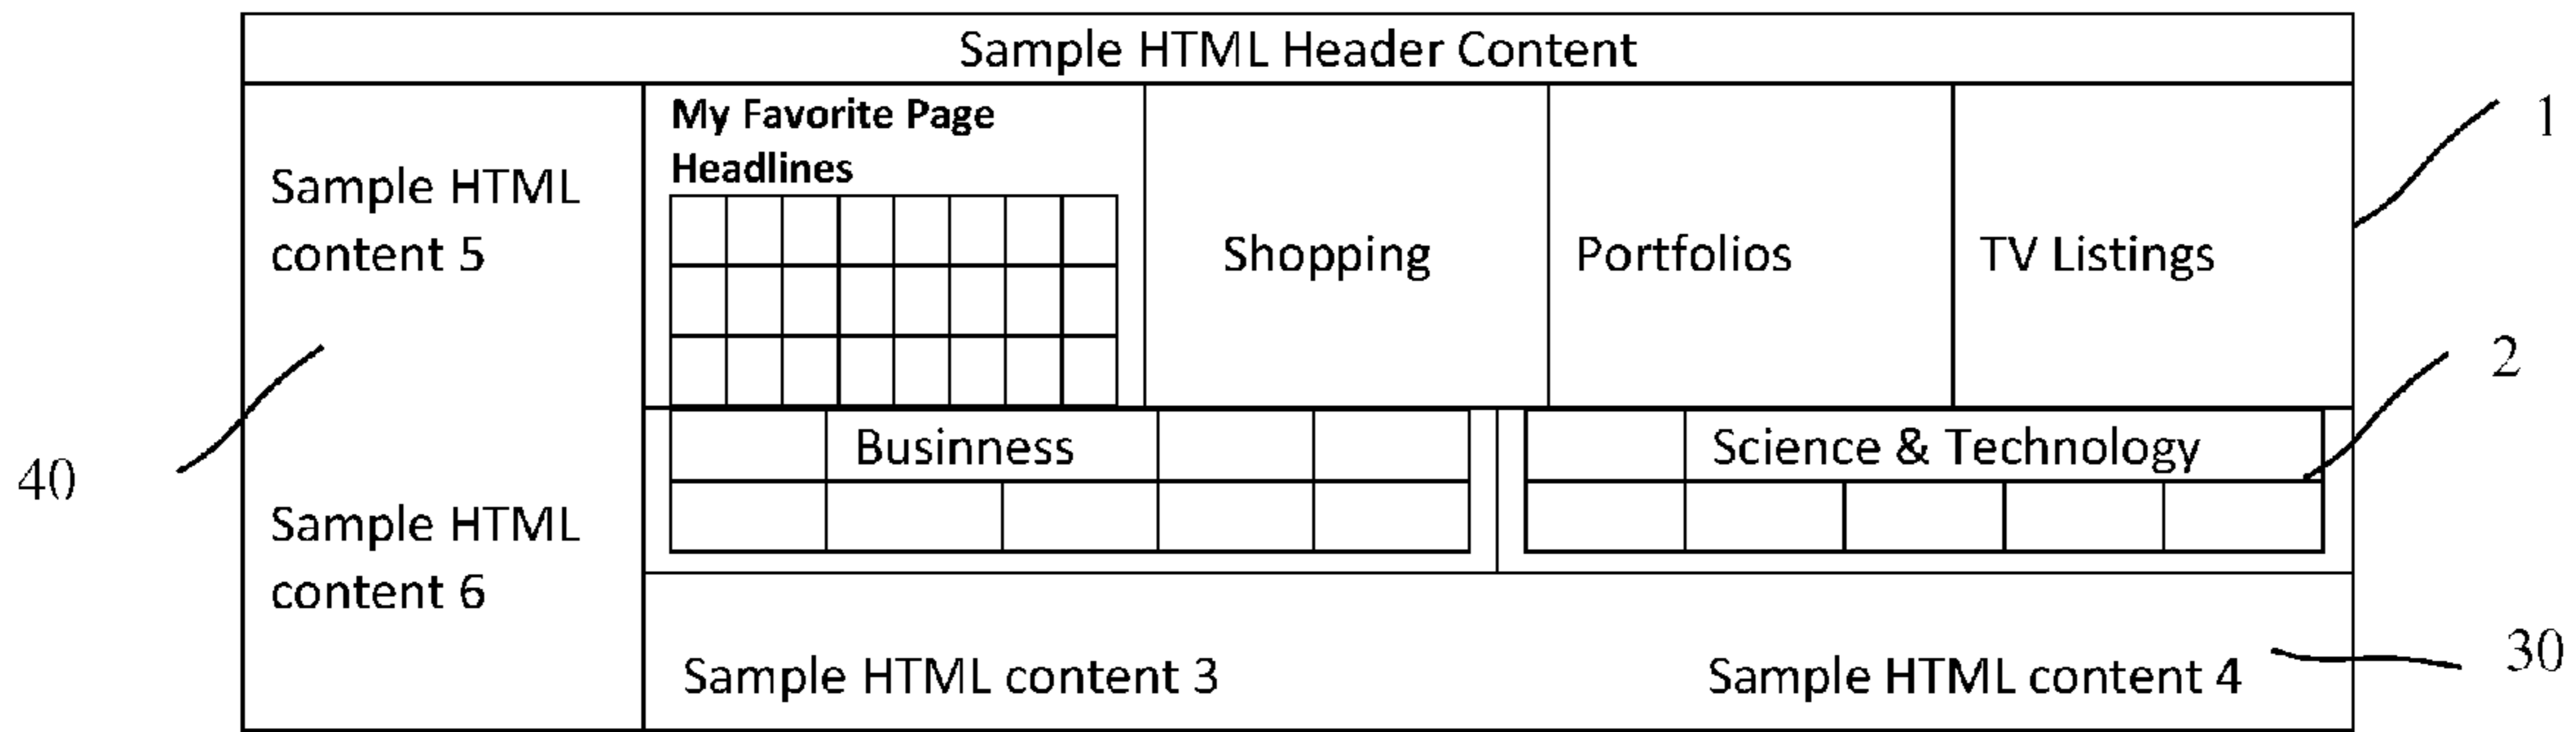 Sample HTML Header Content
My Favorite Page
Headlines
1
Sample HTML
content 5
Shopping
Portfolios
TV Listings
2
Businness
Science & Technology
40
Sample HTML
content 6
30
Sample HTML content 3
Sample HTML content 4